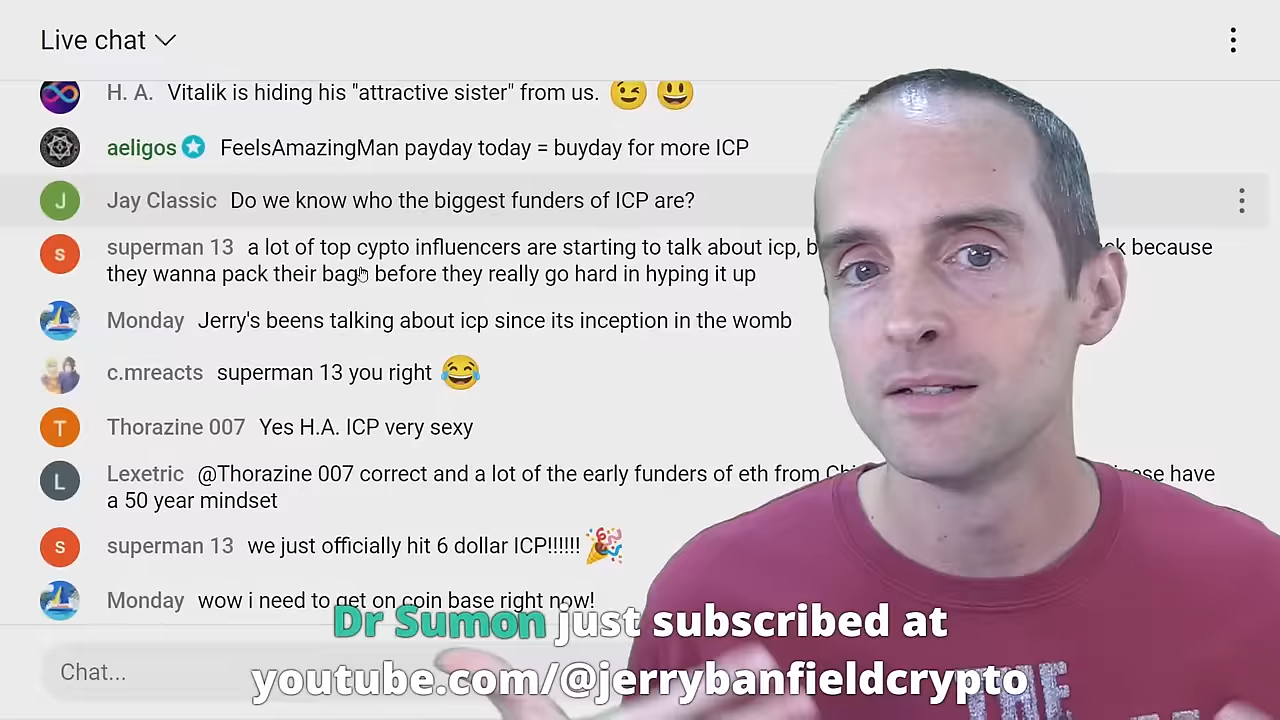 Live chat
H. A. Vitalik is hiding his "attractive sister" from us.
aeligos FeelsAmazingMan payday today = buyday for more ICP
J Jay Classic Do we know who the biggest funders of ICP are?
s superman 13 a lot of top cypto influencers are starting to talk about icp, because
they wanna pack their bags before they really go hard in hyping it up
Monday Jerry's beens talking about icp since its inception in the womb
c.mreacts superman 13 you right
T Thorazine 007 Yes H.A. ICP very sexy
L Lexetric @Thorazine 007 correct and a lot of the early funders of eth from have
a 50 year mindset
s superman 13 we just officially hit 6 dollar ICP!!!!!!
Monday wow i need to get on coin base right now!
Dr Sumon just subscribed at
Chat...
youtube.com/@jerrybanfieldcrypto
THE